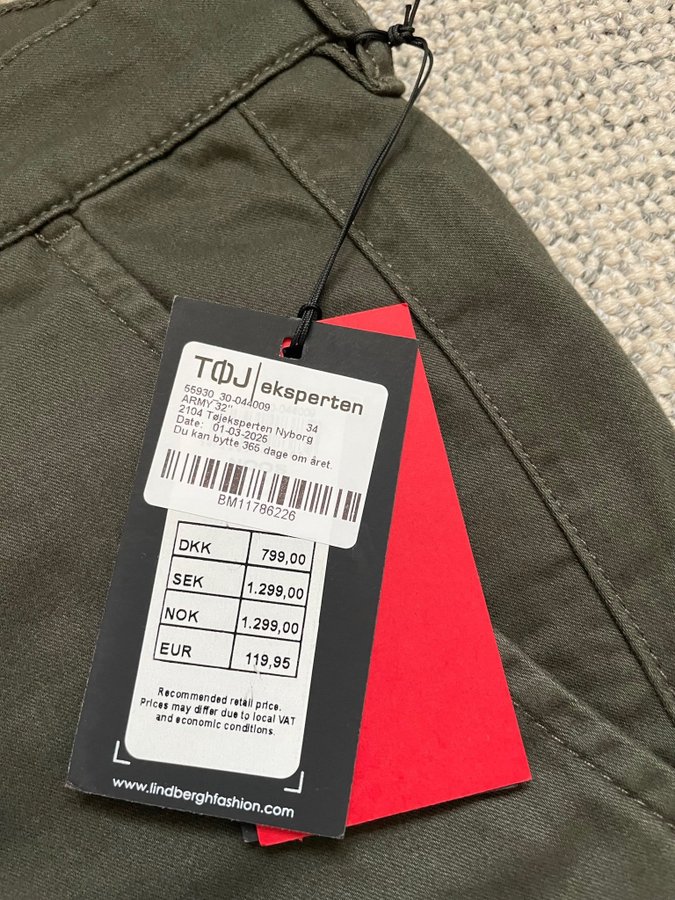 TØJ eksperten
55930_30-044009
ARMY 32" 34
2104 Tøjeksperten Nyborg
Date: 01-03-2025
Du kan bytte 365 dage om året.
BM11786226
DKK 799,00
SEK 1.299,00
NOK 1.299,00
EUR 119,95
Recommended retail price.
Prices may differ due to local VAT
and economic conditions.
www.lindberghfashion.com